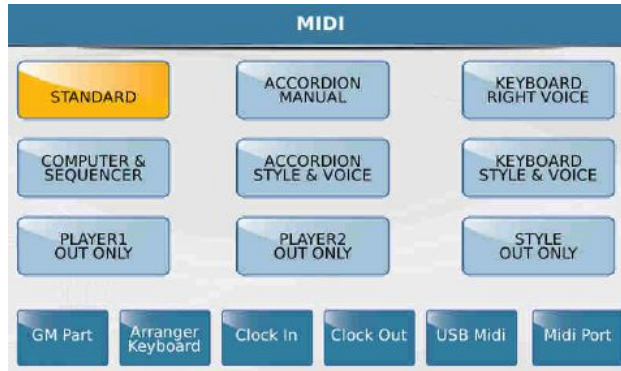 MIDI
STANDARD
ACCORDION
MANUAL
KEYBOARD
RIGHT VOICE
COMPUTER &
SEQUENCER
ACCORDION
STYLE & VOICE
KEYBOARD
STYLE & VOICE
PLAYER1
OUT ONLY
PLAYER2
OUT ONLY
STYLE
OUT ONLY
GM Part
Arranger
Keyboard
Clock In
Clock Out
USB Midi
Midi Port